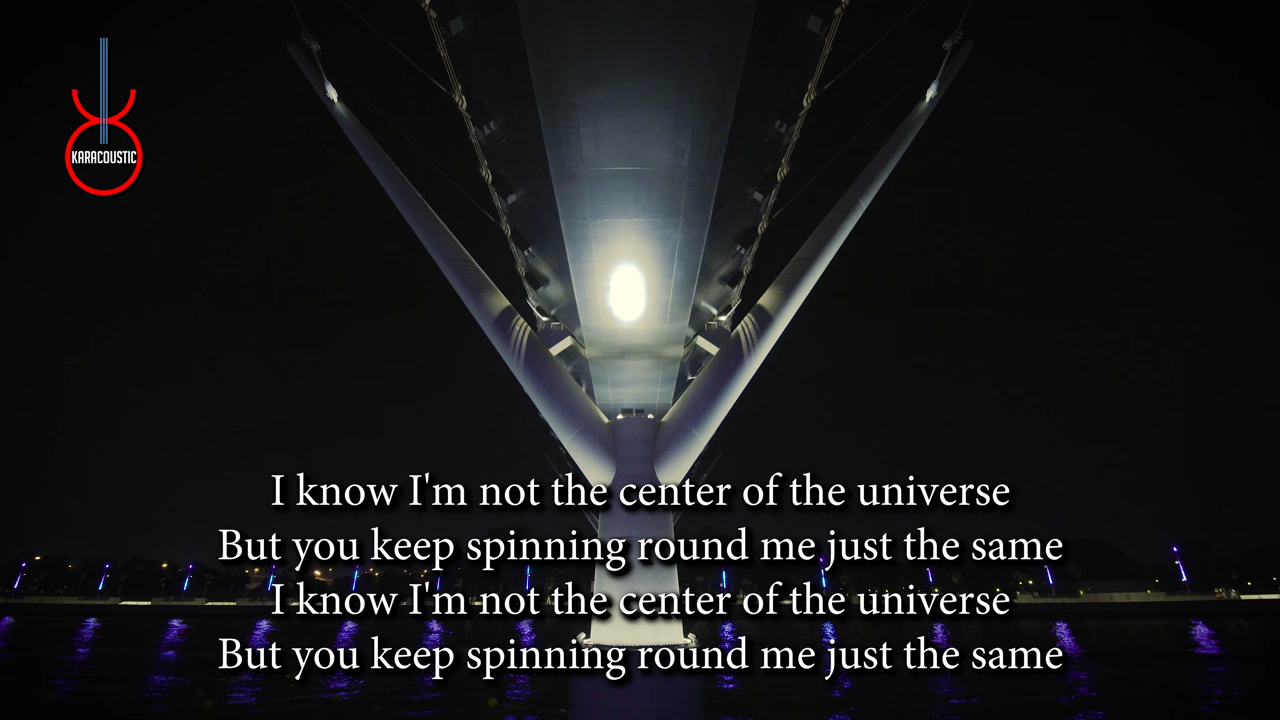 KARACOUSTIC
I know I'm not the center of the universe
But you keep spinning round me just the same
I know I'm not the center of the universe
But you keep spinning round me just the same